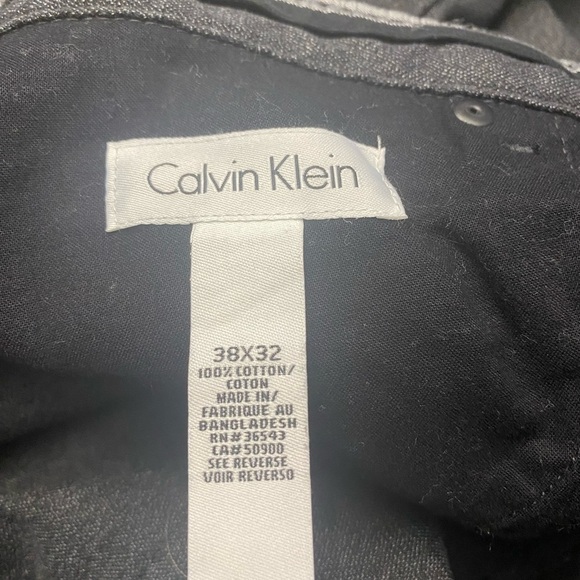 Calvin Klein
38X32
100% COTTON/
COTON
MADE IN/
FABRIQUE AU
BANGLADESH
RN#36543
CA#50900
SEE REVERSE
VOIR REVERSO